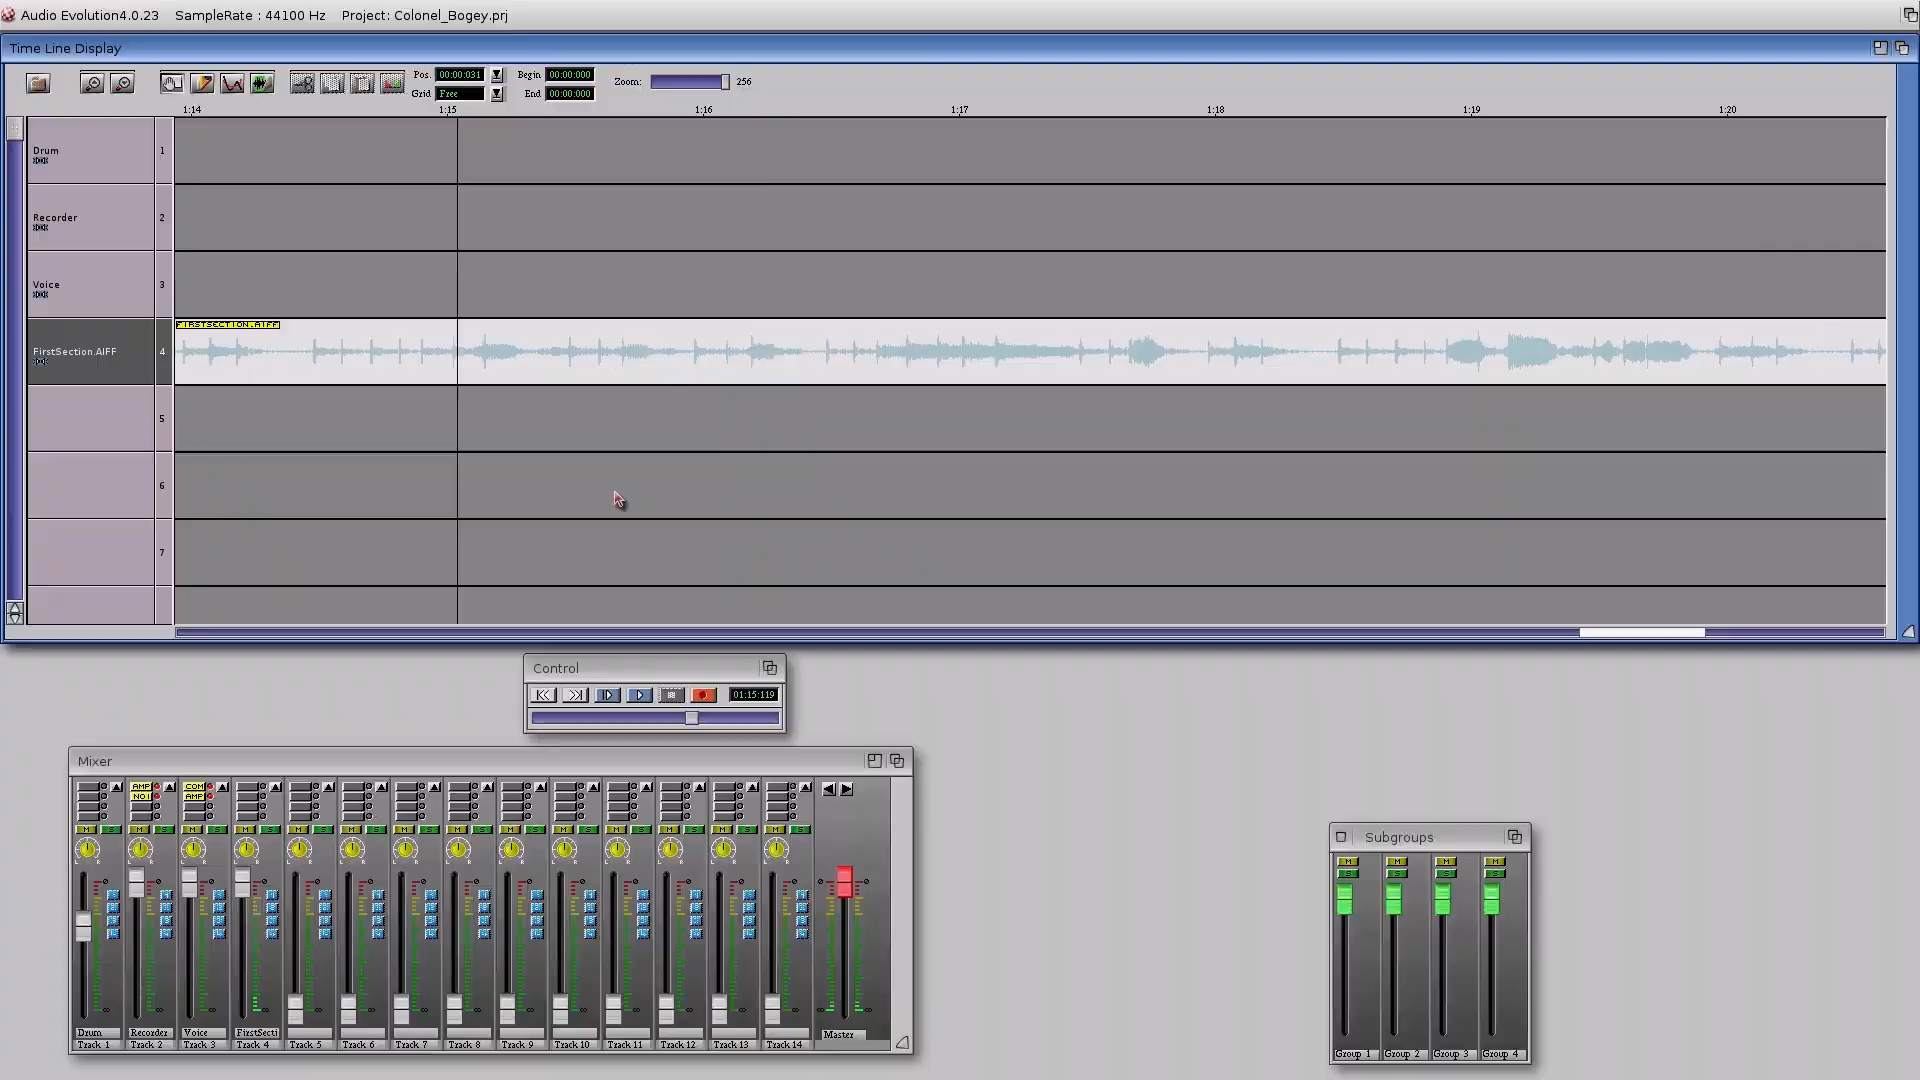 Audio Evolution4.0.23 SampleRate : 44100 Hz Project: Colonel_Bogey.prj
Time Line Display
Pos. 00:00:031 Begin 00:00:000 Zoom: 256
Grid Free End 00:00:000
1:14 1:15 1:16 1:17 1:18 1:19 1:20
Drum 1
Recorder 2
Voice 3
FIRSTSECTION.AIFF
FirstSection.AIFF 4
5
6
7
Control
01:15:119
Mixer
AMP COM
NOI AMP
M S M S M S M S M S M S M S M S M S M S M S M S M S M S
L R L R L R L R L R L R L R L R L R L R L R L R L R L R
Drum Recorder Voice FirstSecti Master
Track 1 Track 2 Track 3 Track 4 Track 5 Track 6 Track 7 Track 8 Track 9 Track 10 Track 11 Track 12 Track 13 Track 14
Subgroups
M M M M
S S S S
Group 1 Group 2 Group 3 Group 4